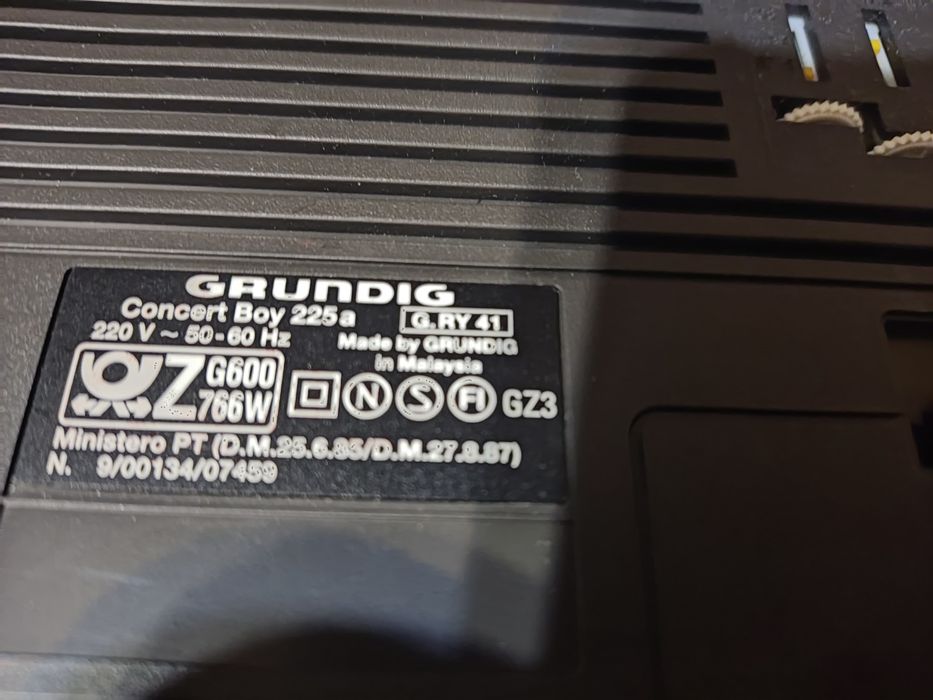 GRUNDIG
Concert Boy 225a
G.RY 41
220 V ~ 50-60 Hz
Made by GRUNDIG
in Malaysia
Z G600
766W
N S FI GZ3
Ministero PT (D.M.25.6.85/D.M.27.8.87)
N. 9/00134/07459